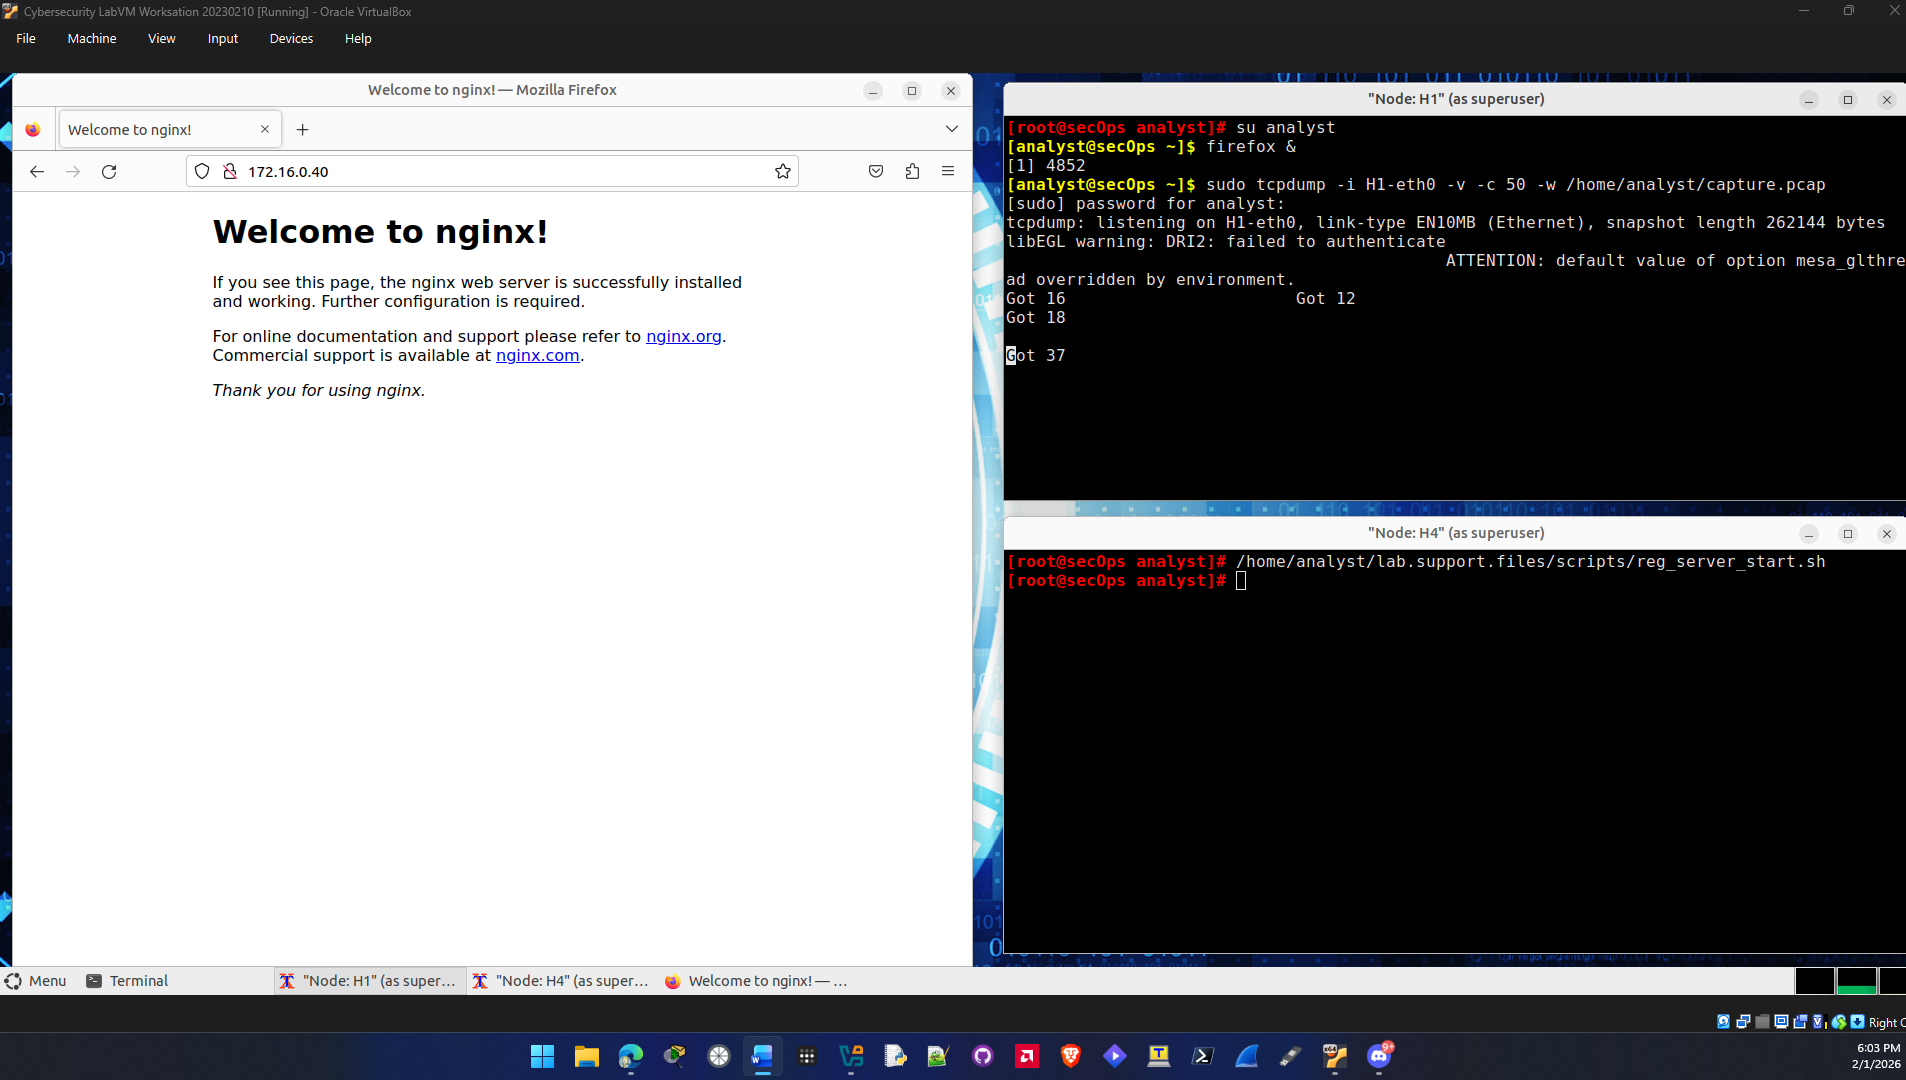 Cybersecurity LabVM Worksation 20230210 [Running] - Oracle VirtualBox
File Machine View Input Devices Help
Welcome to nginx! — Mozilla Firefox
Welcome to nginx!
172.16.0.40
Welcome to nginx!
If you see this page, the nginx web server is successfully installed
and working. Further configuration is required.
For online documentation and support please refer to nginx.org.
Commercial support is available at nginx.com.
Thank you for using nginx.
"Node: H1" (as superuser)
[root@secOps analyst]# su analyst
[analyst@secOps ~]$ firefox &
[1] 4852
[analyst@secOps ~]$ sudo tcpdump -i H1-eth0 -v -c 50 -w /home/analyst/capture.pcap
[sudo] password for analyst:
tcpdump: listening on H1-eth0, link-type EN10MB (Ethernet), snapshot length 262144 bytes
libEGL warning: DRI2: failed to authenticate
ATTENTION: default value of option mesa_glthre
ad overridden by environment.
Got 16 Got 12
Got 18
Got 37
"Node: H4" (as superuser)
[root@secOps analyst]# /home/analyst/lab.support.files/scripts/reg_server_start.sh
[root@secOps analyst]#
Menu Terminal "Node: H1" (as super... "Node: H4" (as super... Welcome to nginx! — ...
Right C
6:03 PM
2/1/2026